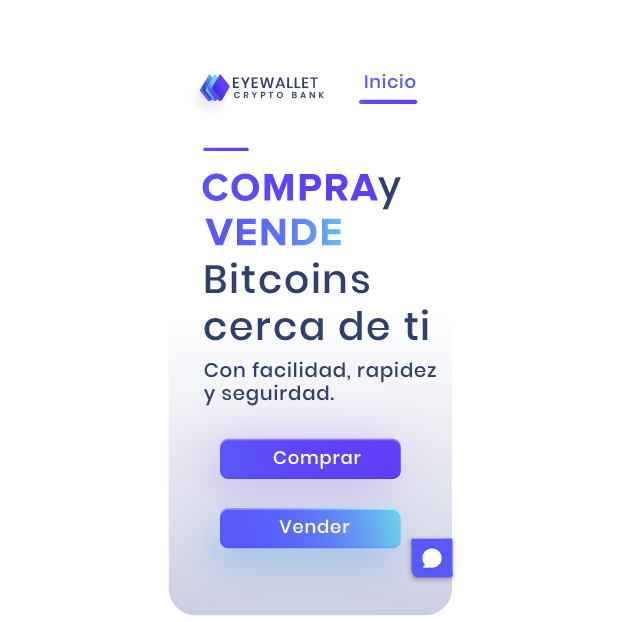 EYEWALLET
CRYPTO BANK
Inicio
COMPRAy
VENDE
Bitcoins
cerca de ti
Con facilidad, rapidez
y seguirdad.
Comprar
Vender